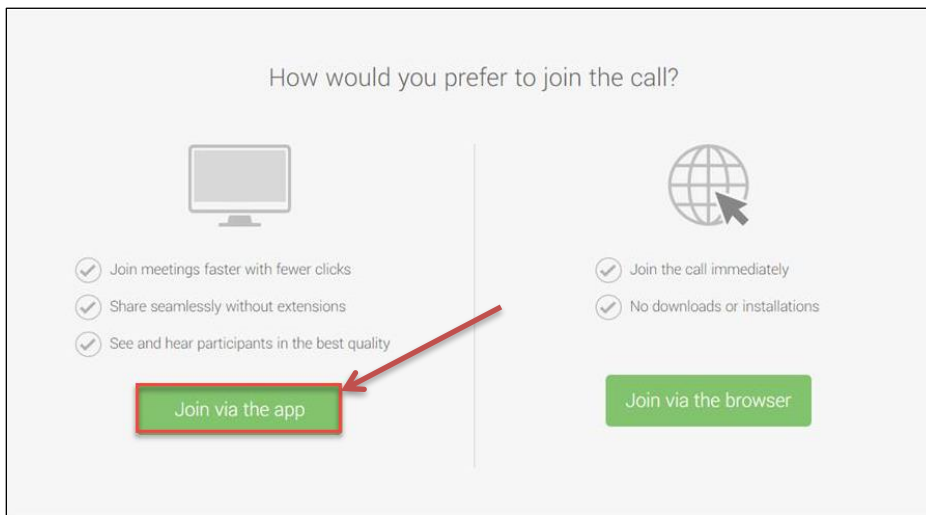 How would you prefer to join the call?
Join meetings faster with fewer clicks
Share seamlessly without extensions
See and hear participants in the best quality
Join via the app
Join the call immediately
No downloads or installations
Join via the browser